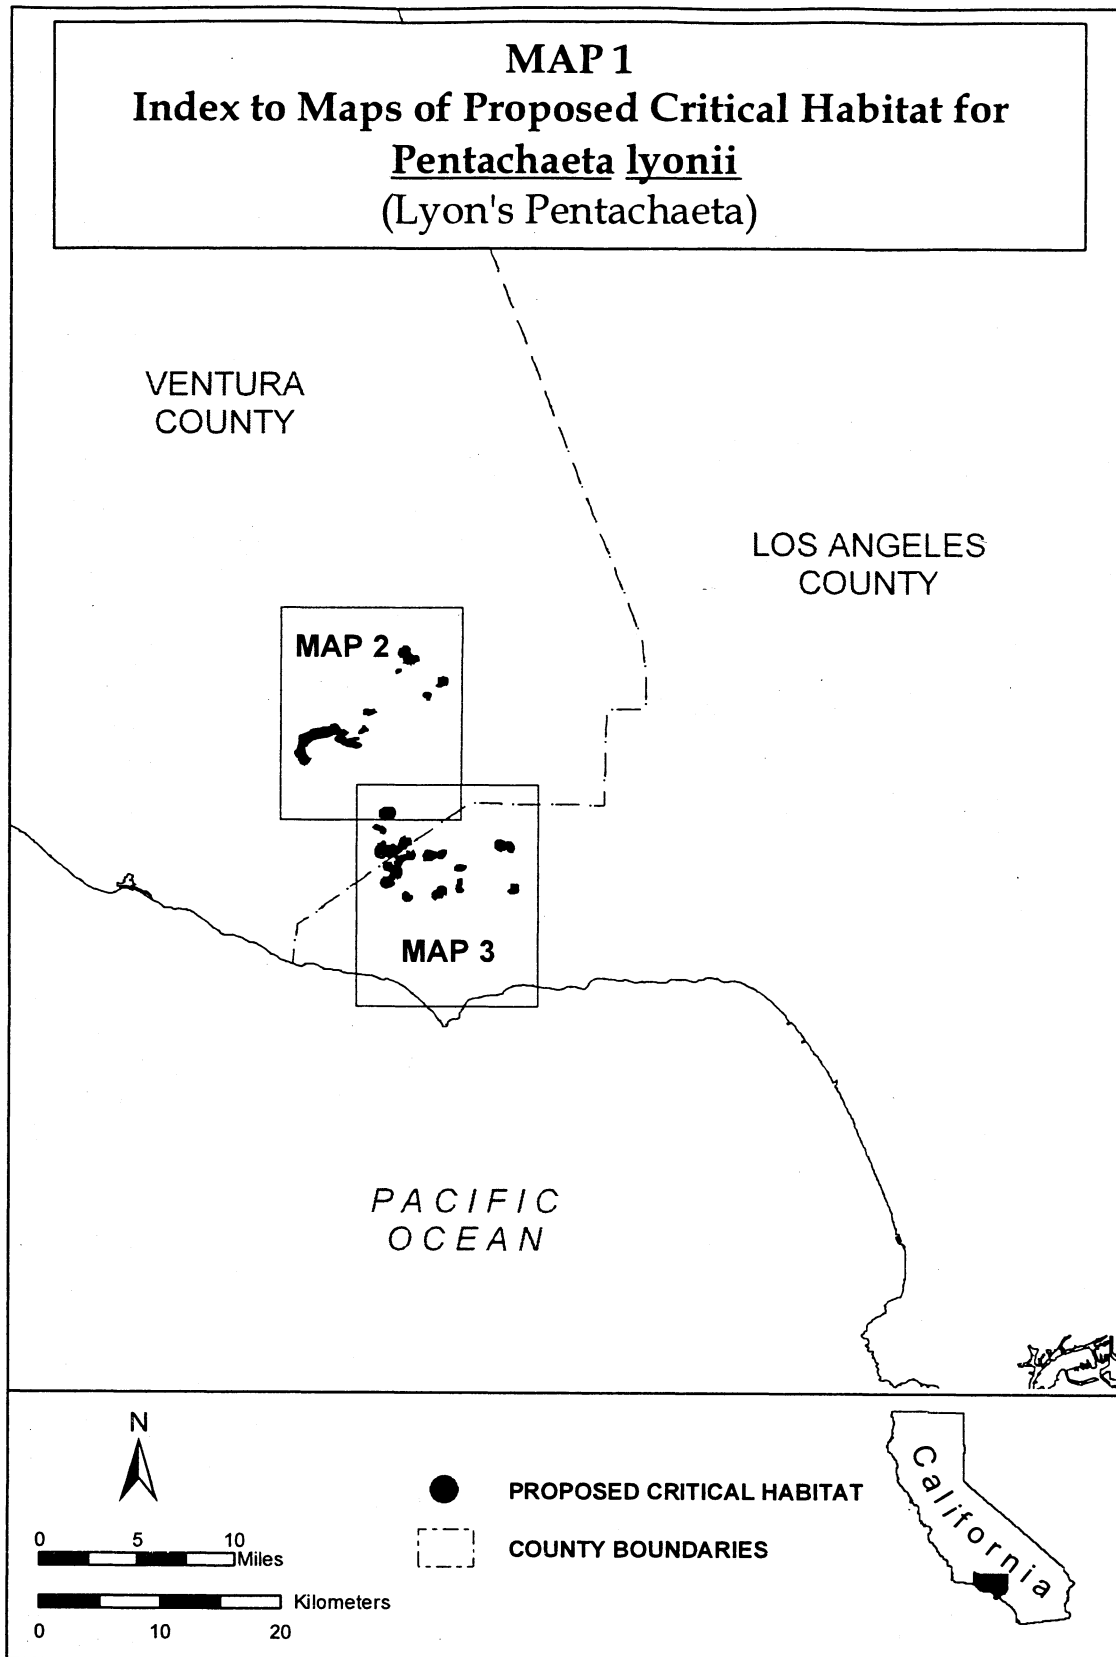 MAP 1
Index to Maps of Proposed Critical Habitat for
Pentachaeta lyonii
(Lyon's Pentachaeta)
VENTURA
COUNTY
LOS ANGELES
COUNTY
MAP 2
MAP 3
PACIFIC
OCEAN
N
0 5 10
Miles
Kilometers
0 10 20
PROPOSED CRITICAL HABITAT
COUNTY BOUNDARIES
California